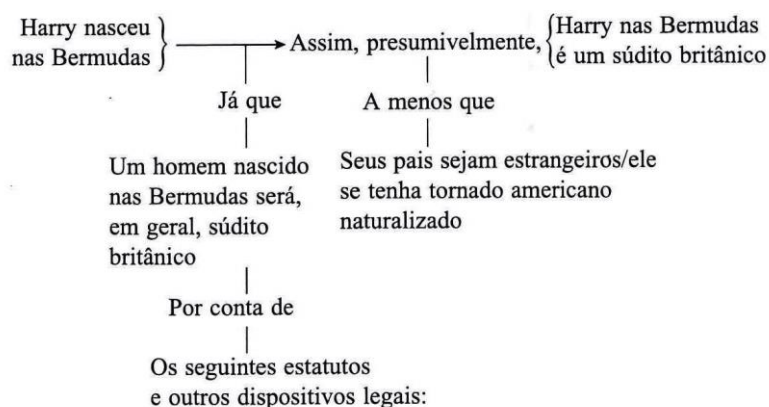 Harry nasceu
nas Bermudas
Assim, presumivelmente,
Harry nas Bermudas
é um súdito britânico
Já que
A menos que
Um homem nascido
nas Bermudas será,
em geral, súdito
britânico
Seus pais sejam estrangeiros/ele
se tenha tornado americano
naturalizado
Por conta de
Os seguintes estatutos
e outros dispositivos legais: